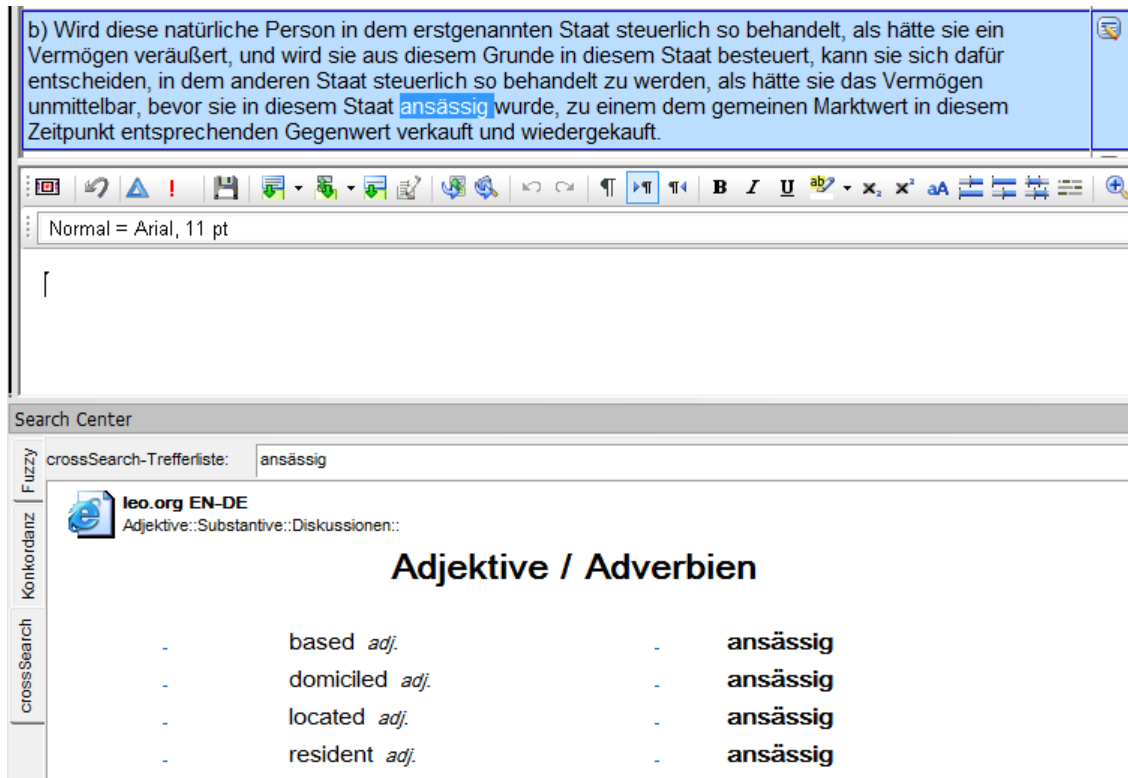 b) Wird diese natürliche Person in dem erstgenannten Staat steuerlich so behandelt, als hätte sie ein
Vermögen veräußert, und wird sie aus diesem Grunde in diesem Staat besteuert, kann sie sich dafür
entscheiden, in dem anderen Staat steuerlich so behandelt zu werden, als hätte sie das Vermögen
unmittelbar, bevor sie in diesem Staat ansässig wurde, zu einem dem gemeinen Marktwert in diesem
Zeitpunkt entsprechenden Gegenwert verkauft und wiedergekauft.
B I U ab x₂ x² aA
Normal = Arial, 11 pt
Search Center
Fuzzy
Konkordanz
crossSearch
crossSearch-Trefferliste: ansässig
leo.org EN-DE
Adjektive::Substantive::Diskussionen::
Adjektive / Adverbien
based adj. ansässig
domiciled adj. ansässig
located adj. ansässig
resident adj. ansässig